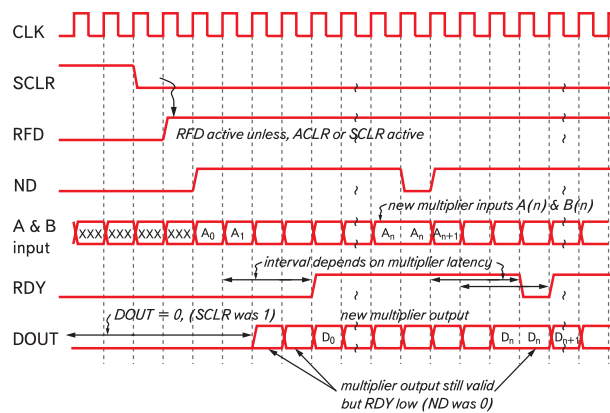 CLK
SCLR
RFD
RFD active unless, ACLR or SCLR active
ND
new multiplier inputs A(n) & B(n)
A & B
input
XXX XXX XXX XXX A0 A1 An An An+1
interval depends on multiplier latency
RDY
DOUT = 0, (SCLR was 1)
new multiplier output
DOUT
D0 Dn Dn Dn+1
multiplier output still valid
but RDY low (ND was 0)